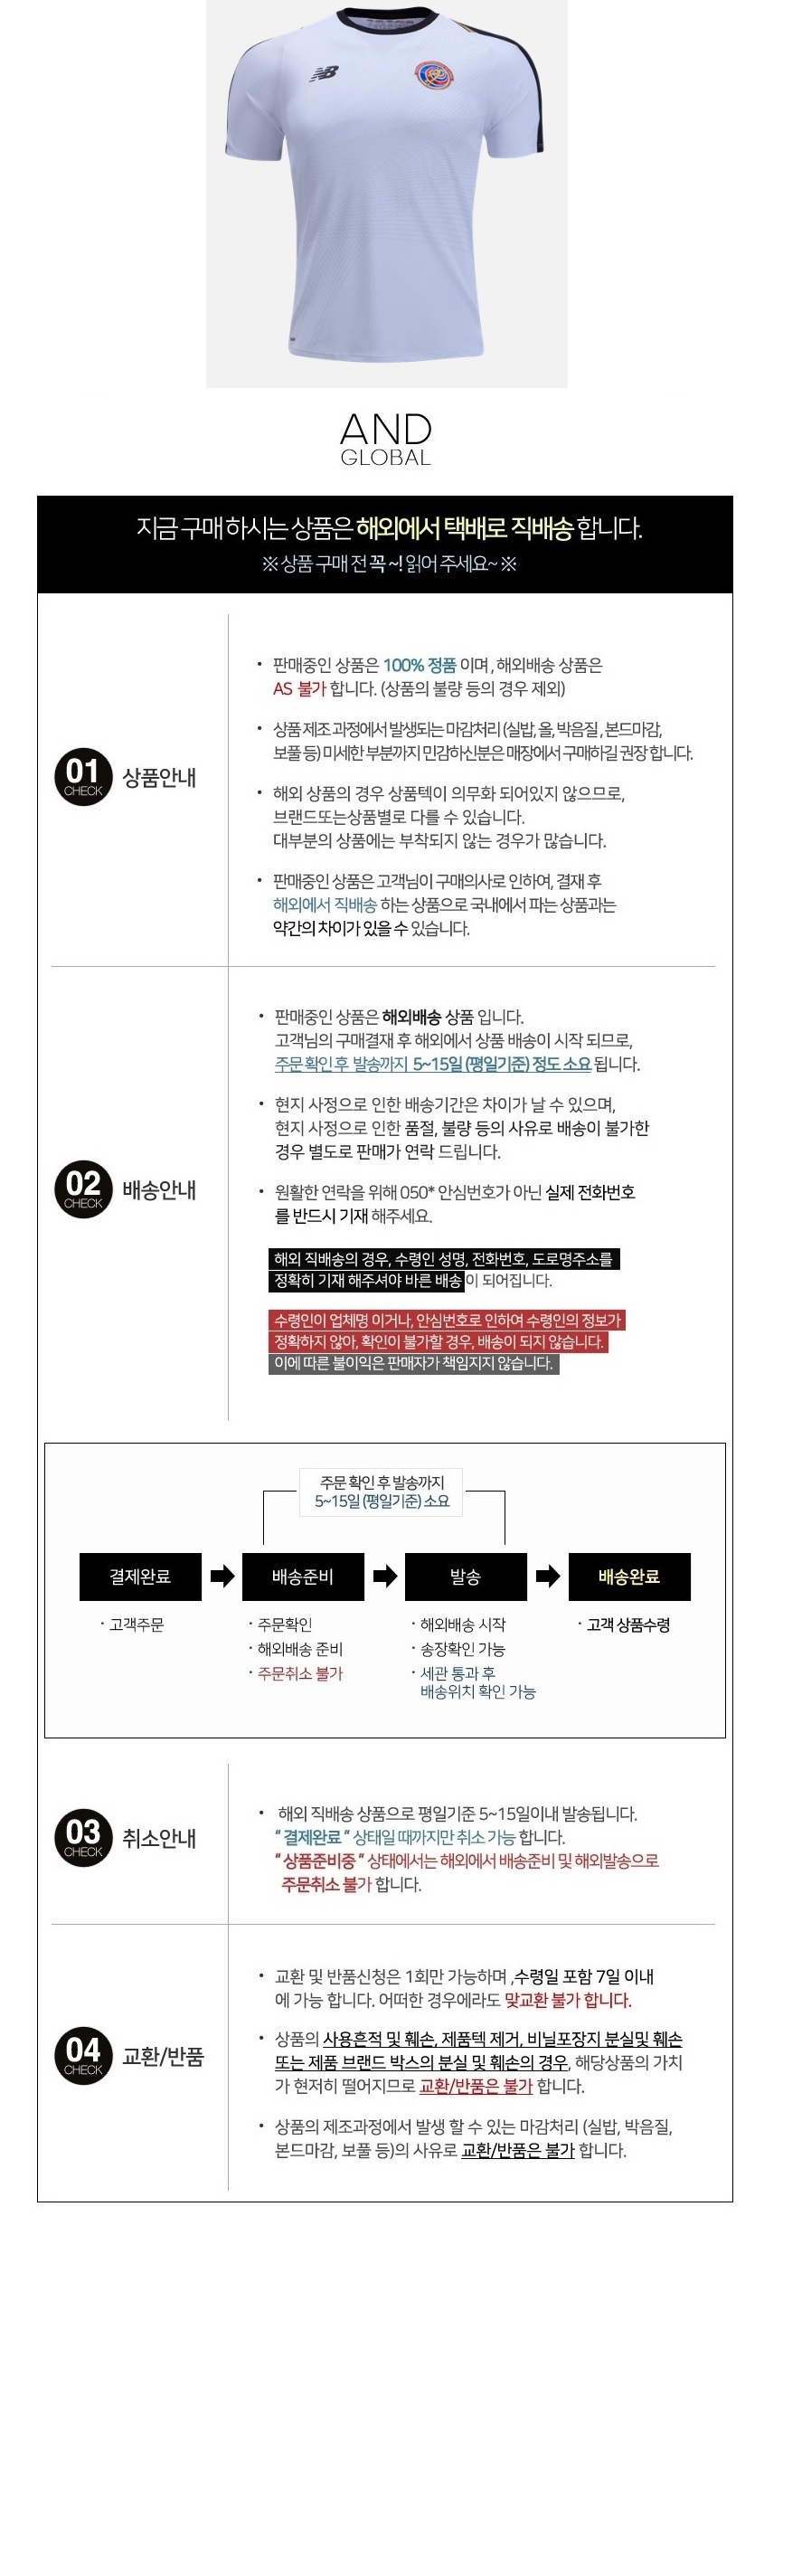 NB
AND
GLOBAL
지금 구매 하시는 상품은 해외에서 택배로 직배송 합니다.
※ 상품 구매 전 꼭 ~! 읽어 주세요~ ※
01
CHECK
상품안내
• 판매중인 상품은 100% 정품 이며 , 해외배송 상품은
AS 불가 합니다. (상품의 불량 등의 경우 제외)
• 상품 제조 과정에서 발생되는 마감처리 (실밥, 올, 박음질 , 본드마감,
보풀 등) 미세한 부분까지 민감하신분은 매장에서 구매하길 권장 합니다.
• 해외 상품의 경우 상품텍이 의무화 되어있지 않으므로,
브랜드또는상품별로 다를 수 있습니다.
대부분의 상품에는 부착되지 않는 경우가 많습니다.
• 판매중인 상품은 고객님이 구매의사로 인하여, 결재 후
해외에서 직배송 하는 상품으로 국내에서 파는 상품과는
약간의 차이가 있을 수 있습니다.
02
CHECK
배송안내
• 판매중인 상품은 해외배송 상품 입니다.
고객님의 구매결재 후 해외에서 상품 배송이 시작 되므로,
주문 확인 후 발송까지 5~15일 (평일기준) 정도 소요 됩니다.
• 현지 사정으로 인한 배송기간은 차이가 날 수 있으며,
현지 사정으로 인한 품절, 불량 등의 사유로 배송이 불가한
경우 별도로 판매가 연락 드립니다.
• 원활한 연락을 위해 050* 안심번호가 아닌 실제 전화번호
를 반드시 기재 해주세요.
해외 직배송의 경우, 수령인 성명, 전화번호, 도로명주소를
정확히 기재 해주셔야 바른 배송이 되어집니다.
수령인이 업체명 이거나, 안심번호로 인하여 수령인의 정보가
정확하지 않아, 확인이 불가할 경우, 배송이 되지 않습니다.
이에 따른 불이익은 판매자가 책임지지 않습니다.
주문 확인 후 발송까지
5~15일 (평일기준) 소요
결제완료 배송준비 발송 배송완료
· 고객주문 · 주문확인 · 해외배송 시작 · 고객 상품수령
· 해외배송 준비 · 송장확인 가능
· 주문취소 불가 · 세관 통과 후
배송위치 확인 가능
03
CHECK
취소안내
• 해외 직배송 상품으로 평일기준 5~15일이내 발송됩니다.
“ 결제완료 ” 상태일 때까지만 취소 가능 합니다.
“ 상품준비중 ” 상태에서는 해외에서 배송준비 및 해외발송으로
주문취소 불가 합니다.
04
CHECK
교환/반품
• 교환 및 반품신청은 1회만 가능하며 ,수령일 포함 7일 이내
에 가능 합니다. 어떠한 경우에라도 맞교환 불가 합니다.
• 상품의 사용흔적 및 훼손, 제품텍 제거, 비닐포장지 분실및 훼손
또는 제품 브랜드 박스의 분실 및 훼손의 경우, 해당상품의 가치
가 현저히 떨어지므로 교환/반품은 불가 합니다.
• 상품의 제조과정에서 발생 할 수 있는 마감처리 (실밥, 박음질,
본드마감, 보풀 등)의 사유로 교환/반품은 불가 합니다.